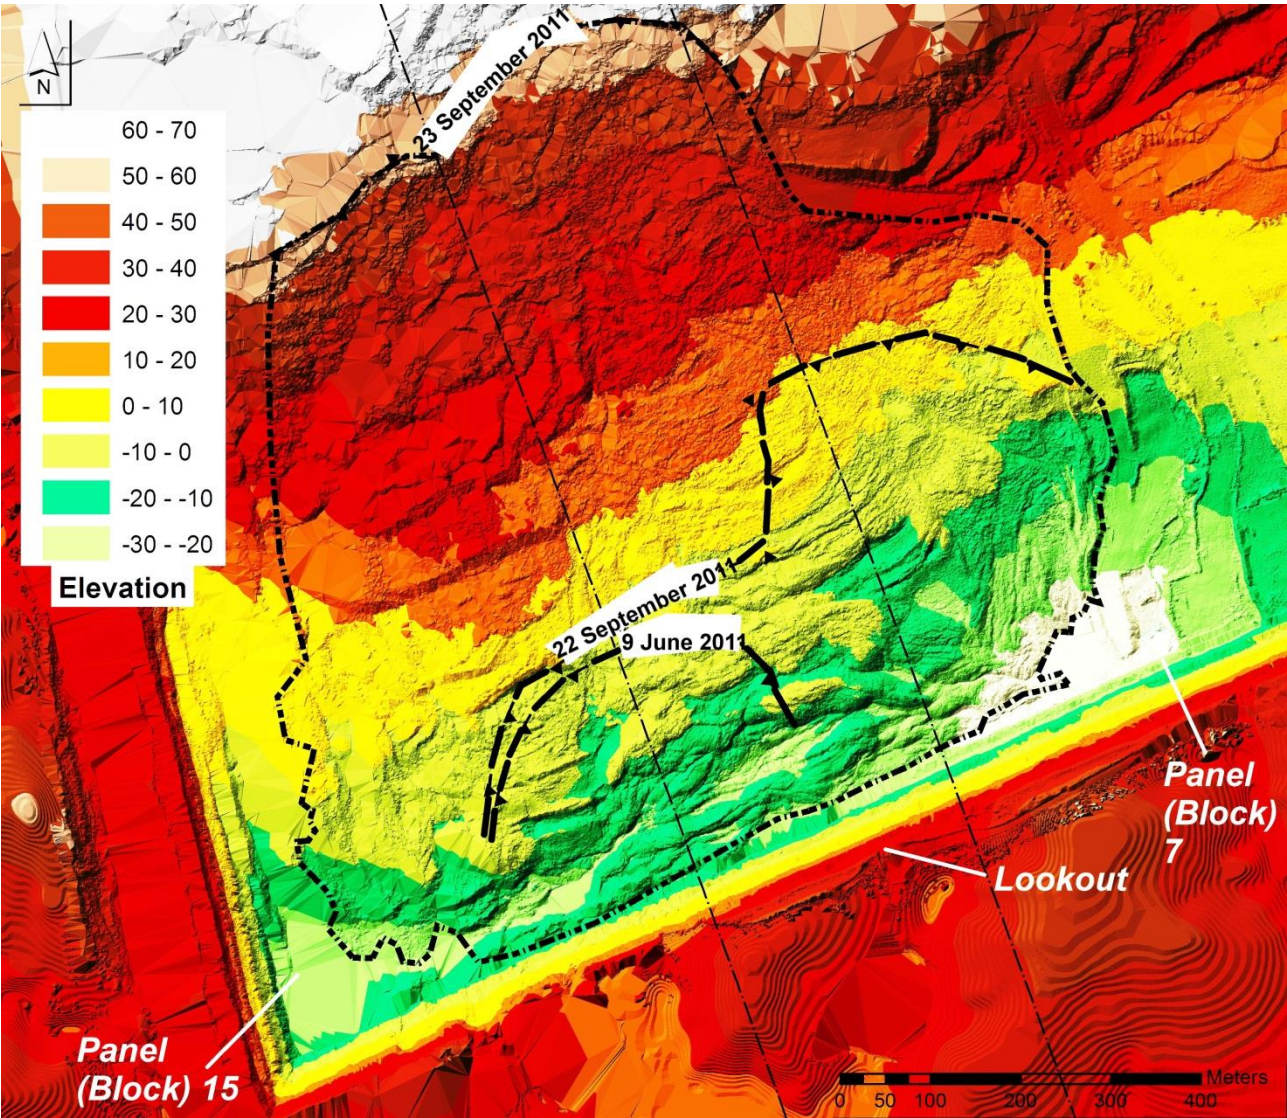 23 September 2011
N
60 - 70
50 - 60
40 - 50
30 - 40
20 - 30
10 - 20
0 - 10
-10 - 0
-20 - -10
-30 - -20
Elevation
22 September 2011
9 June 2011
Panel
(Block)
7
Lookout
Panel
(Block) 15
Meters
0 50 100 200 300 400